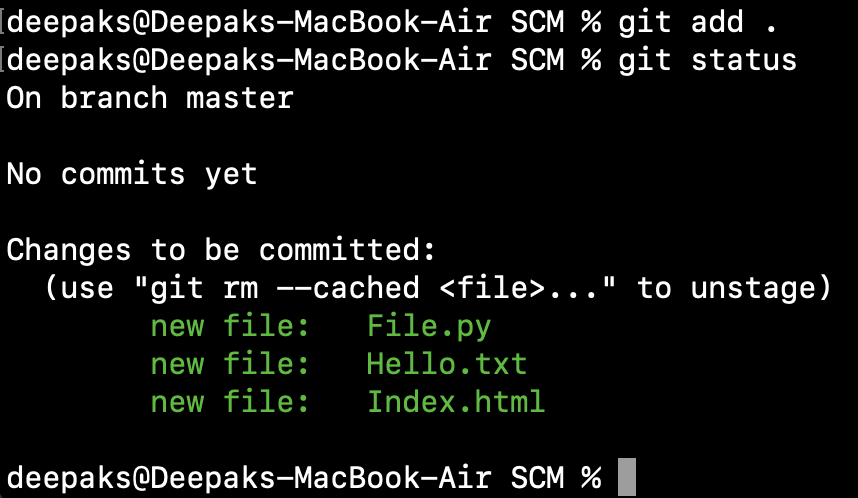 [deepaks@Deepaks-MacBook-Air SCM % git add .
[deepaks@Deepaks-MacBook-Air SCM % git status
On branch master
No commits yet
Changes to be committed:
  (use "git rm --cached <file>..." to unstage)
        new file:   File.py
        new file:   Hello.txt
        new file:   Index.html
deepaks@Deepaks-MacBook-Air SCM %